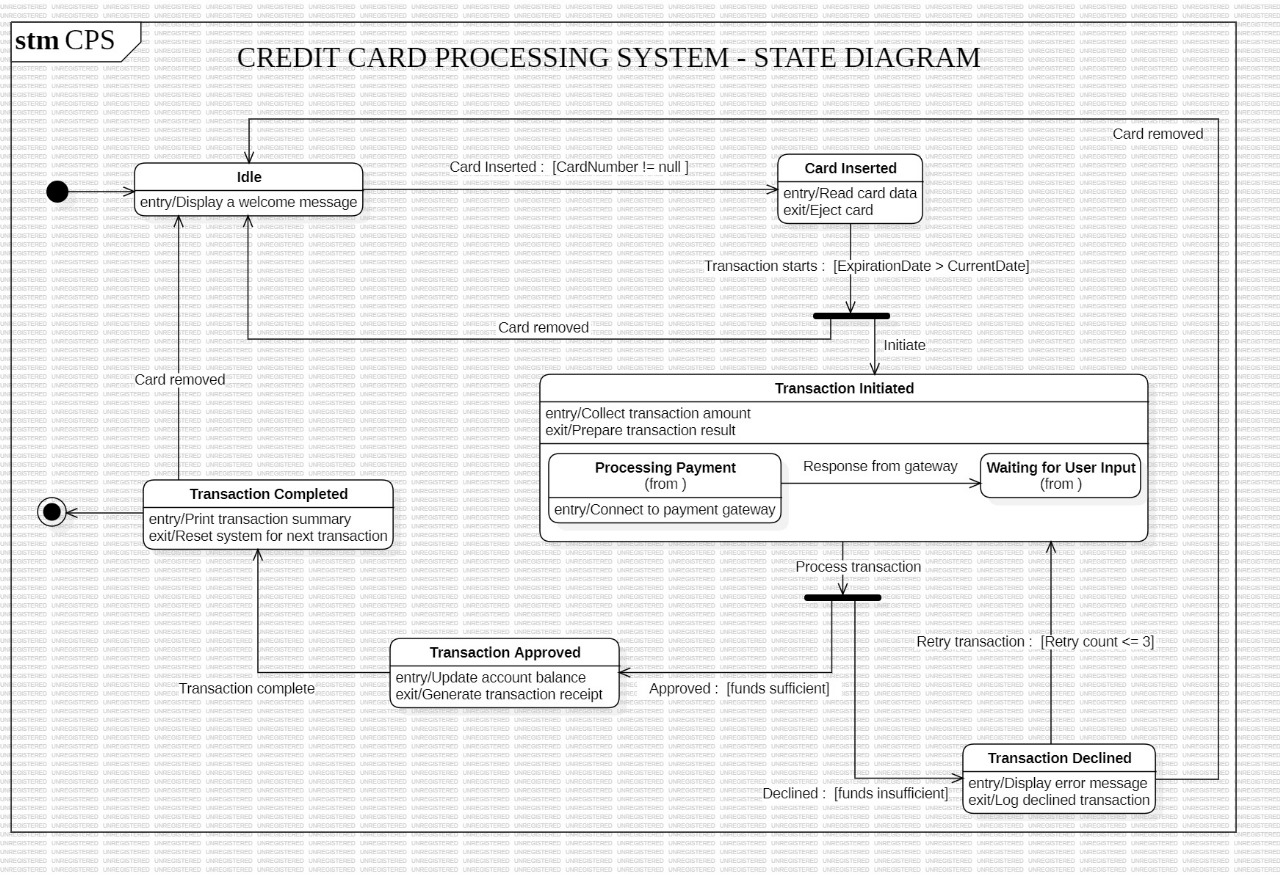 stm CPS
CREDIT CARD PROCESSING SYSTEM - STATE DIAGRAM
Card removed
Idle
entry/Display a welcome message
Card Inserted :  [CardNumber != null ]
Card Inserted
entry/Read card data
exit/Eject card
Transaction starts :  [ExpirationDate > CurrentDate]
Card removed
Initiate
Card removed
Transaction Initiated
entry/Collect transaction amount
exit/Prepare transaction result
Processing Payment
(from )
entry/Connect to payment gateway
Response from gateway
Waiting for User Input
(from )
Transaction Completed
entry/Print transaction summary
exit/Reset system for next transaction
Process transaction
Retry transaction :  [Retry count <= 3]
Transaction Approved
entry/Update account balance
exit/Generate transaction receipt
Transaction complete
Approved :  [funds sufficient]
Transaction Declined
entry/Display error message
exit/Log declined transaction
Declined :  [funds insufficient]
UNREGISTERED